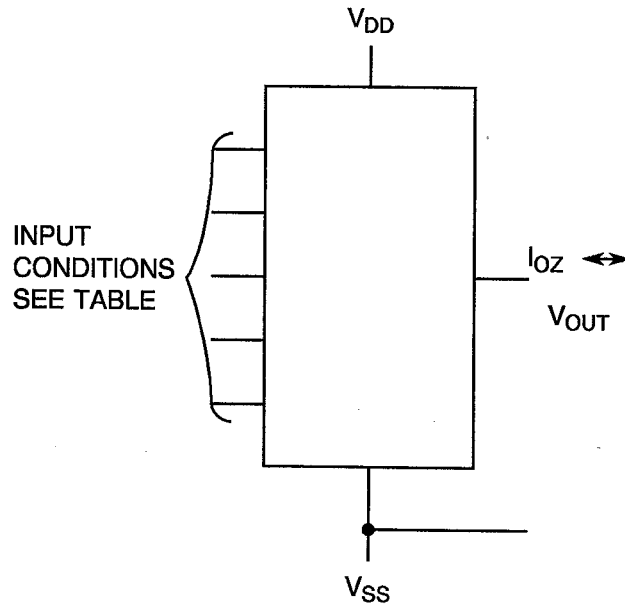 VDD
INPUT
CONDITIONS
SEE TABLE
IOZ
VOUT
VSS